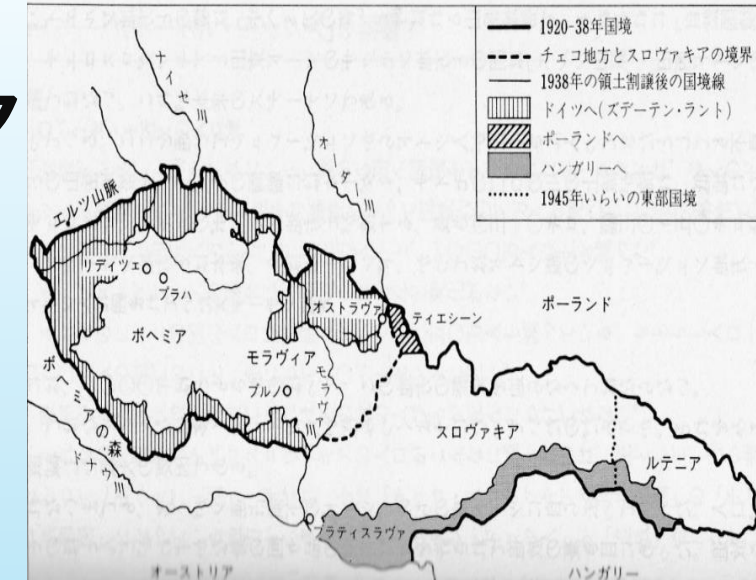 1920-38年国境
チェコ地方とスロヴァキアの境界
1938年の領土割譲後の国境線
ドイツへ(ズデーテン・ラント)
ポーランドへ
ハンガリーへ
1945年いらいの東部国境
ナイセ川
オーダー川
エルツ山脈
リディツェ
プラハ
ボヘミア
ボヘミアの森
ドナウ川
オストラヴァ
ティエシーン
ポーランド
モラヴィア
モラヴァ川
ブルノ
スロヴァキア
ルテニア
ブラティスラヴァ
オーストリア
ハンガリー